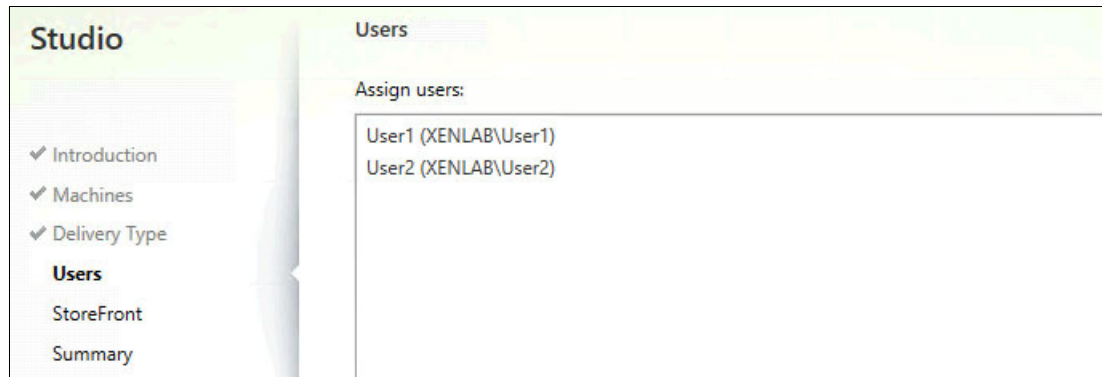 Studio
✔ Introduction
✔ Machines
✔ Delivery Type
Users
StoreFront
Summary
Users
Assign users:
User1 (XENLAB\User1)
User2 (XENLAB\User2)